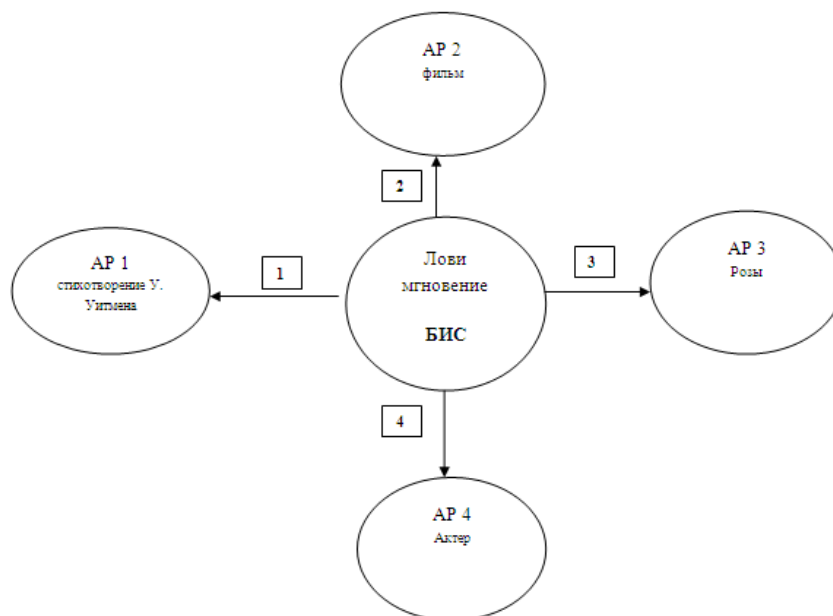 АР 2
фильм
2
АР 1
стихотворение У.
Уитмена
1
Лови
мгновение
БИС
3
АР 3
Розы
4
АР 4
Актер